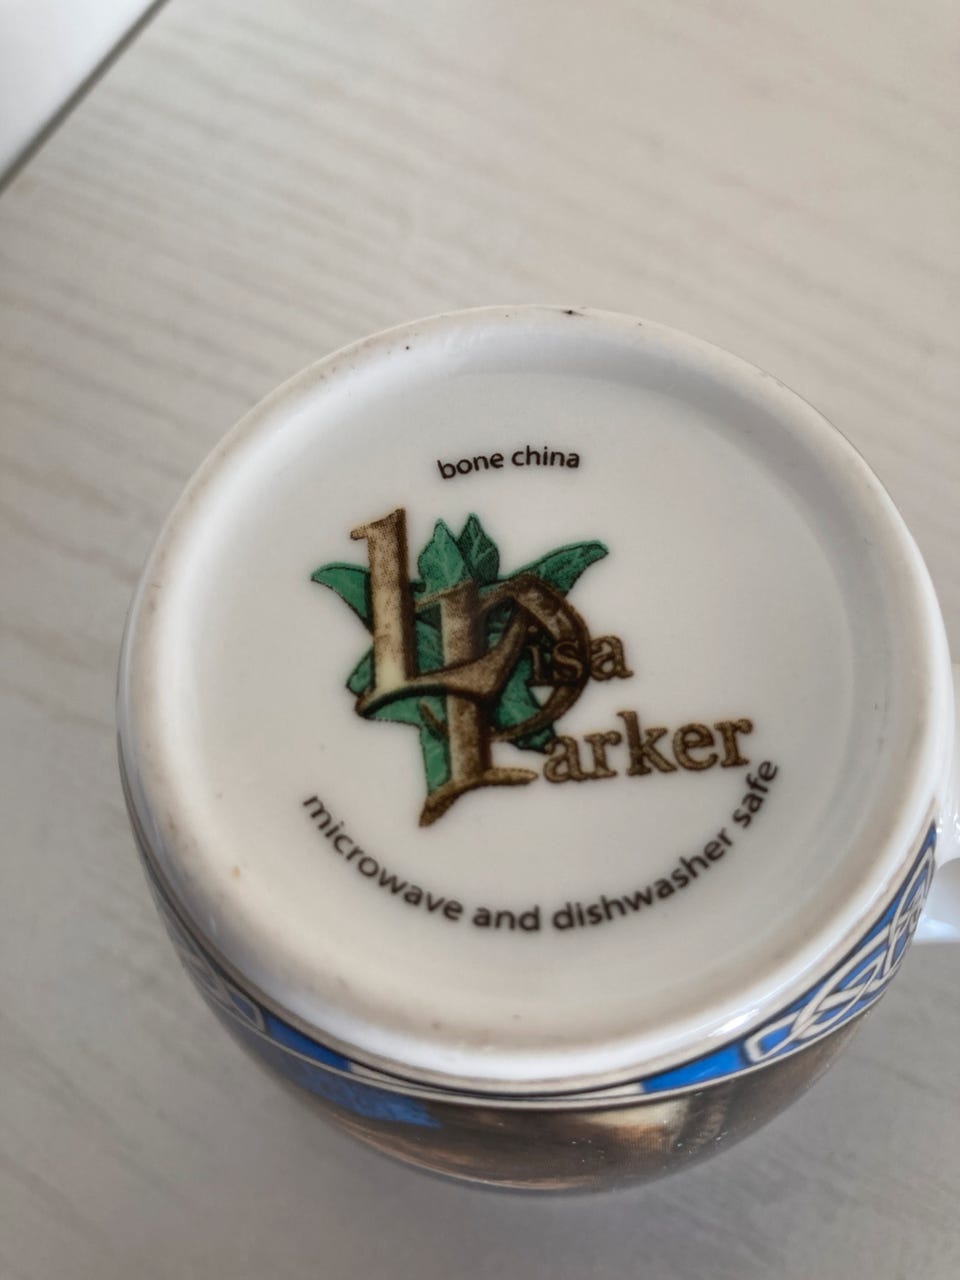 bone china
Lisa
Parker
microwave and dishwasher safe